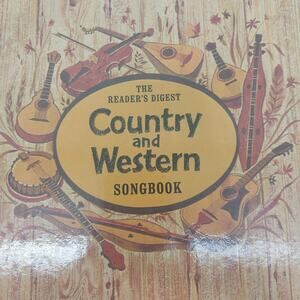 THE
READER'S DIGEST
Country
and
Western
SONGBOOK